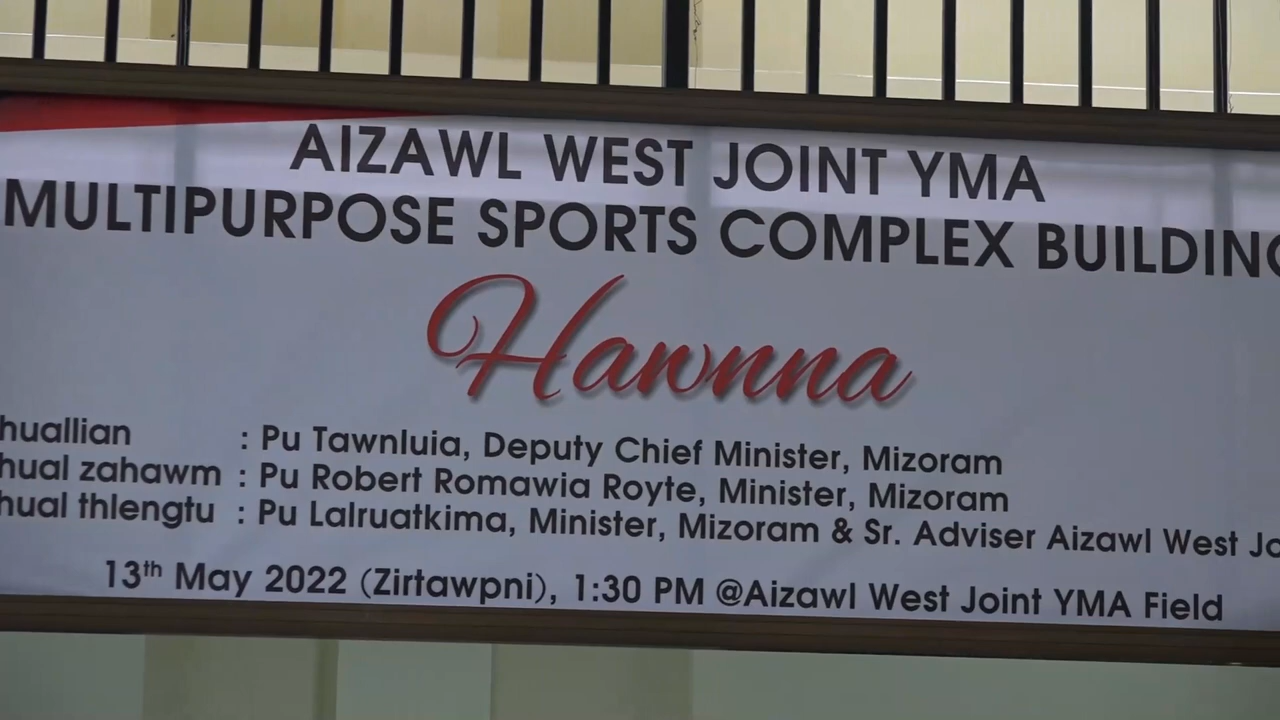 AIZAWL WEST JOINT YMA
MULTIPURPOSE SPORTS COMPLEX BUILDING
Hawnna
huallian : Pu Tawnluia, Deputy Chief Minister, Mizoram
hual zahawm : Pu Robert Romawia Royte, Minister, Mizoram
hual thlengtu : Pu Lalruatkima, Minister, Mizoram & Sr. Adviser Aizawl West Jo
13th May 2022 (Zirtawpni), 1:30 PM @Aizawl West Joint YMA Field